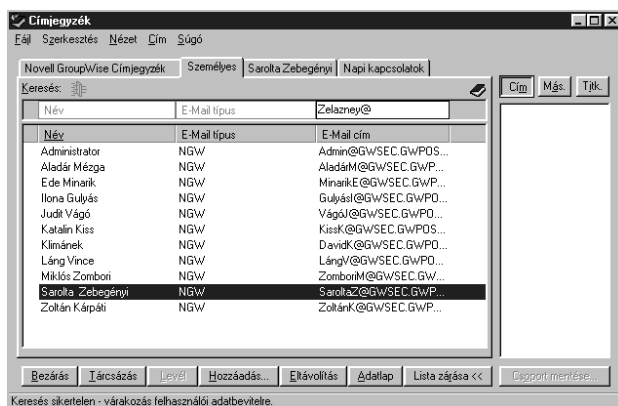 Címjegyzék
Fájl Szerkesztés Nézet Cím Súgó
Novell GroupWise Címjegyzék Személyes Sarolta Zebegényi Napi kapcsolatok
Keresés:
Cím Más. Titk.
Név E-Mail típus Zelazney@
Név E-Mail típus E-Mail cím
Administrator NGW Admin@GWSEC.GWPOS...
Aladár Mézga NGW AladárM@GWSEC.GWP...
Ede Minarik NGW MinarikE@GWSEC.GWP...
Ilona Gulyás NGW GulyásI@GWSEC.GWPO...
Judit Vágó NGW VágóJ@GWSEC.GWPO...
Katalin Kiss NGW KissK@GWSEC.GWPOS...
Klimánek NGW DavidK@GWSEC.GWPO...
Láng Vince NGW LángV@GWSEC.GWPO...
Miklós Zombori NGW ZomboriM@GWSEC.GW...
Sarolta Zebegényi NGW SaroltaZ@GWSEC.GWP...
Zoltán Kárpáti NGW ZoltánK@GWSEC.GWP...
Bezárás Tárcsázás Levél Hozzáadás... Eltávolítás Adatlap Lista zárása << Csoport mentése...
Keresés sikertelen - várakozás felhasználói adatbevitelre.